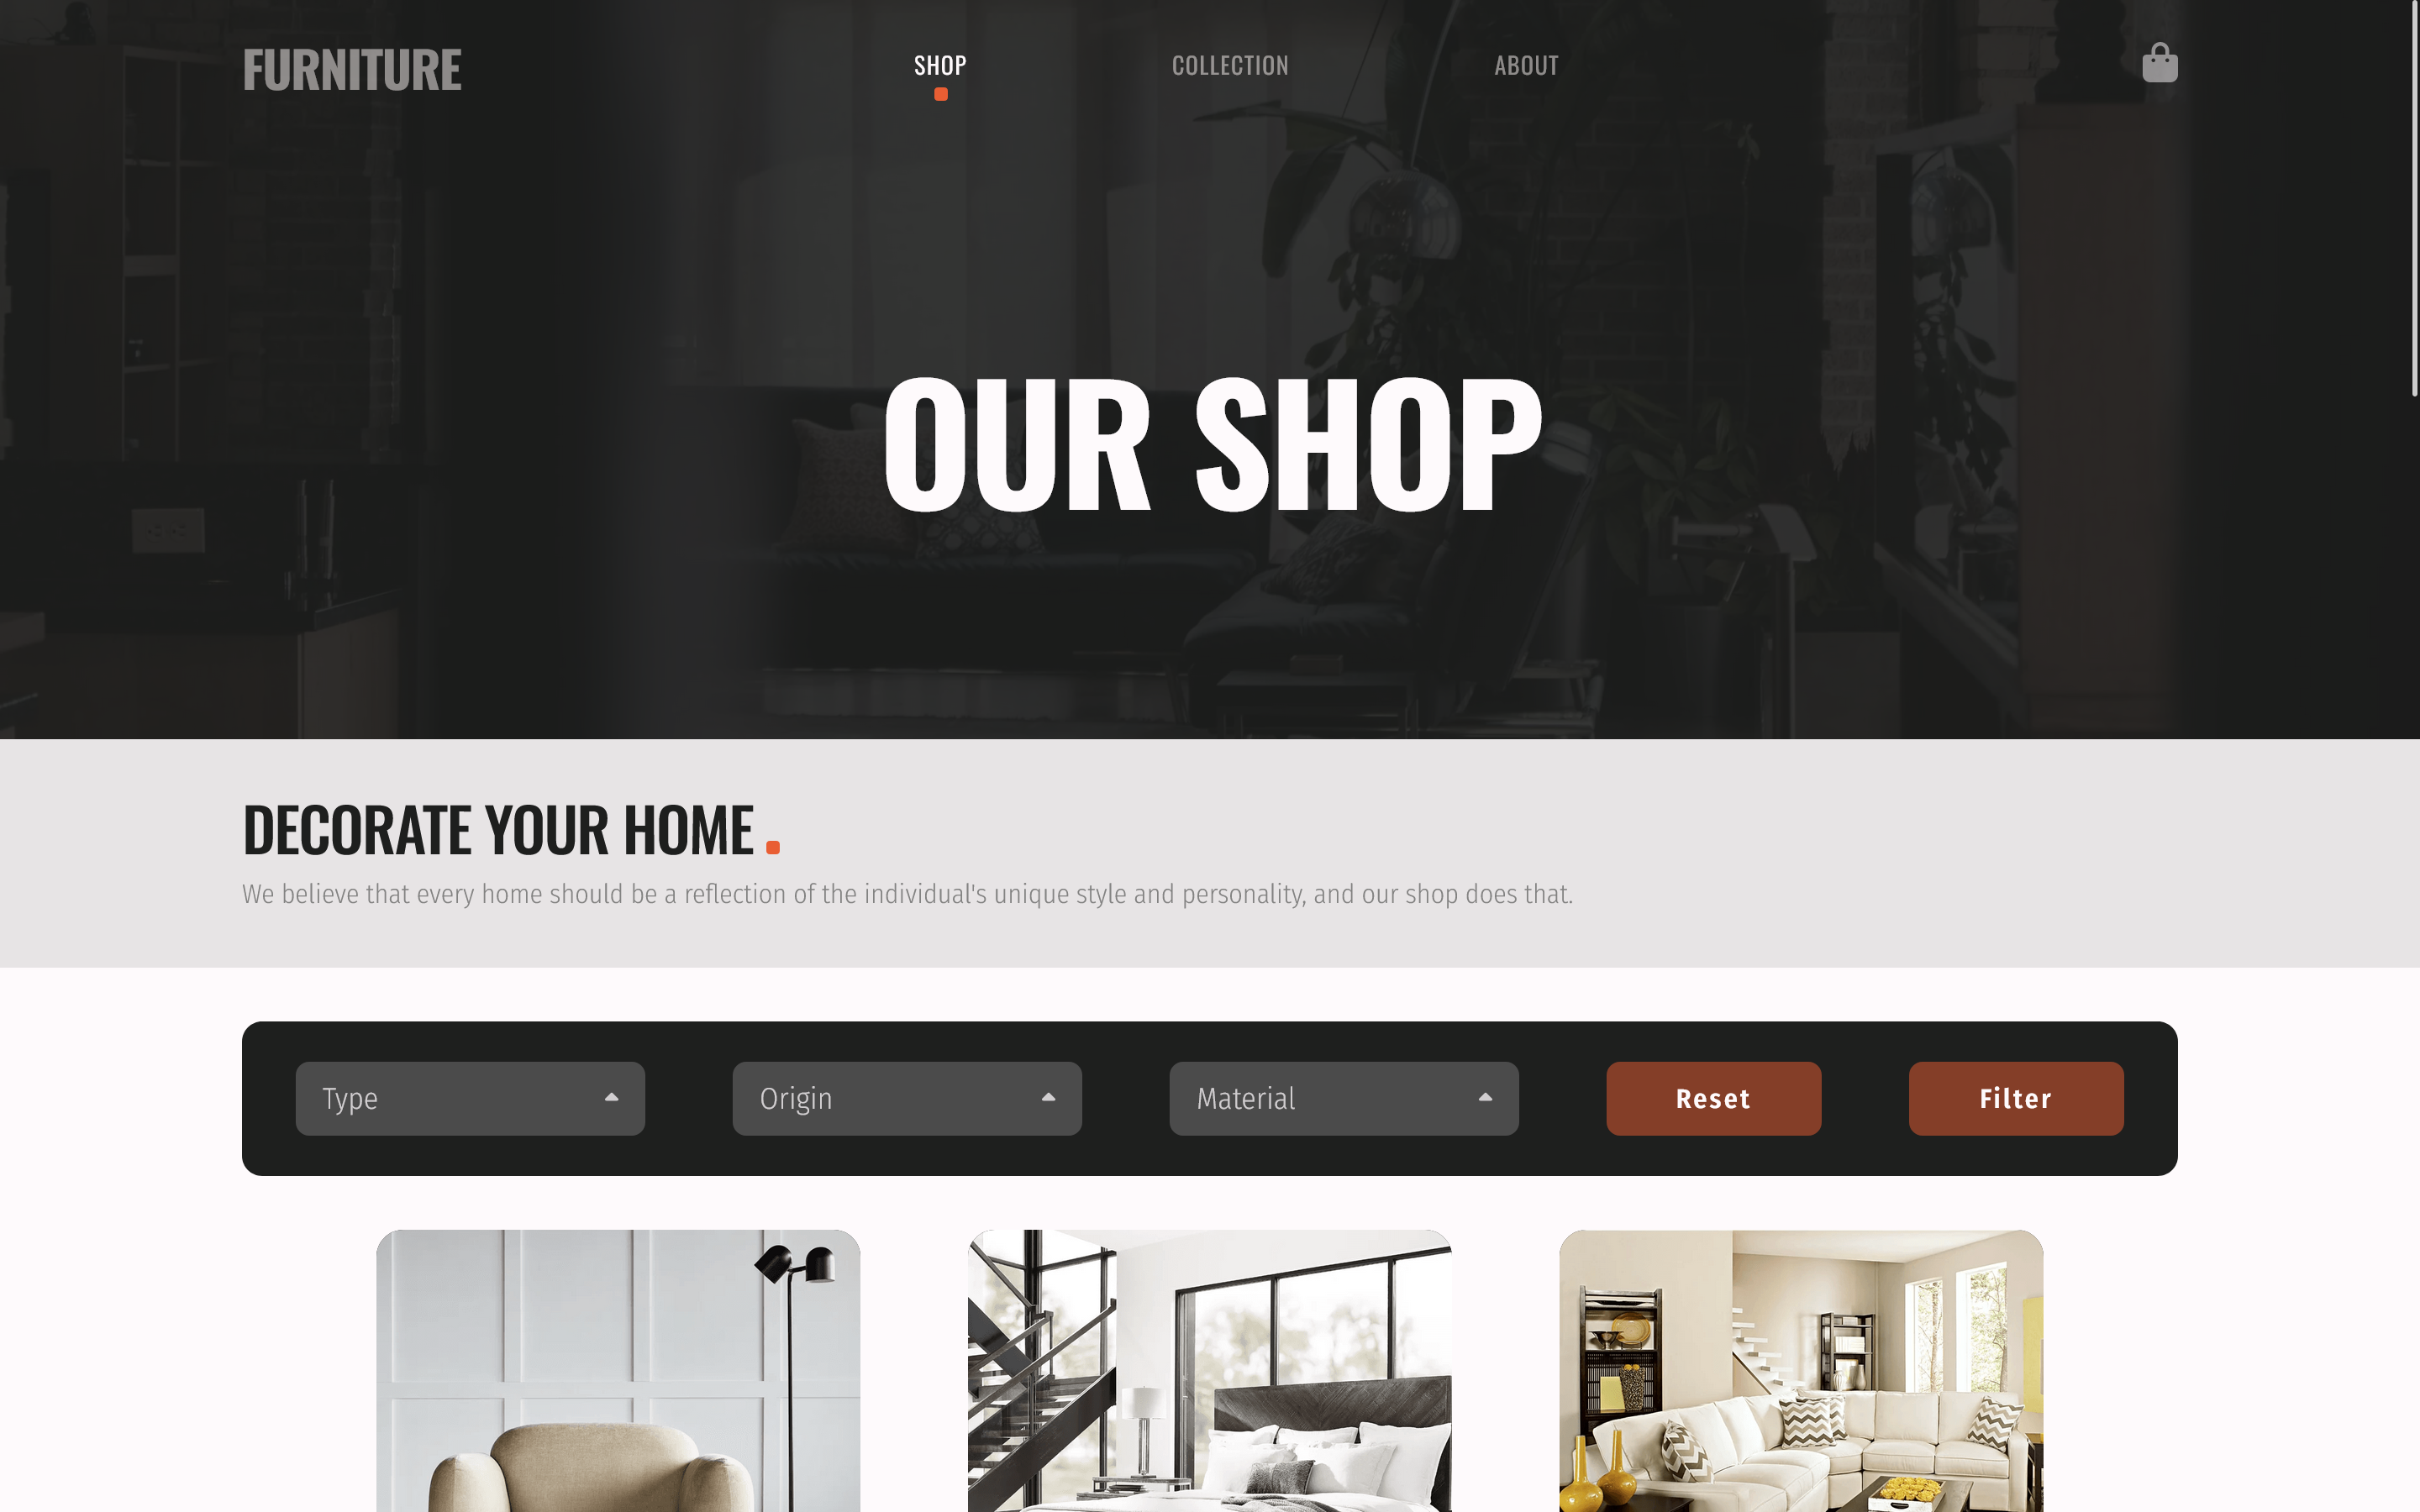 FURNITURE
SHOP
COLLECTION
ABOUT
OUR SHOP
DECORATE YOUR HOME
We believe that every home should be a reflection of the individual's unique style and personality, and our shop does that.
Type
Origin
Material
Reset
Filter